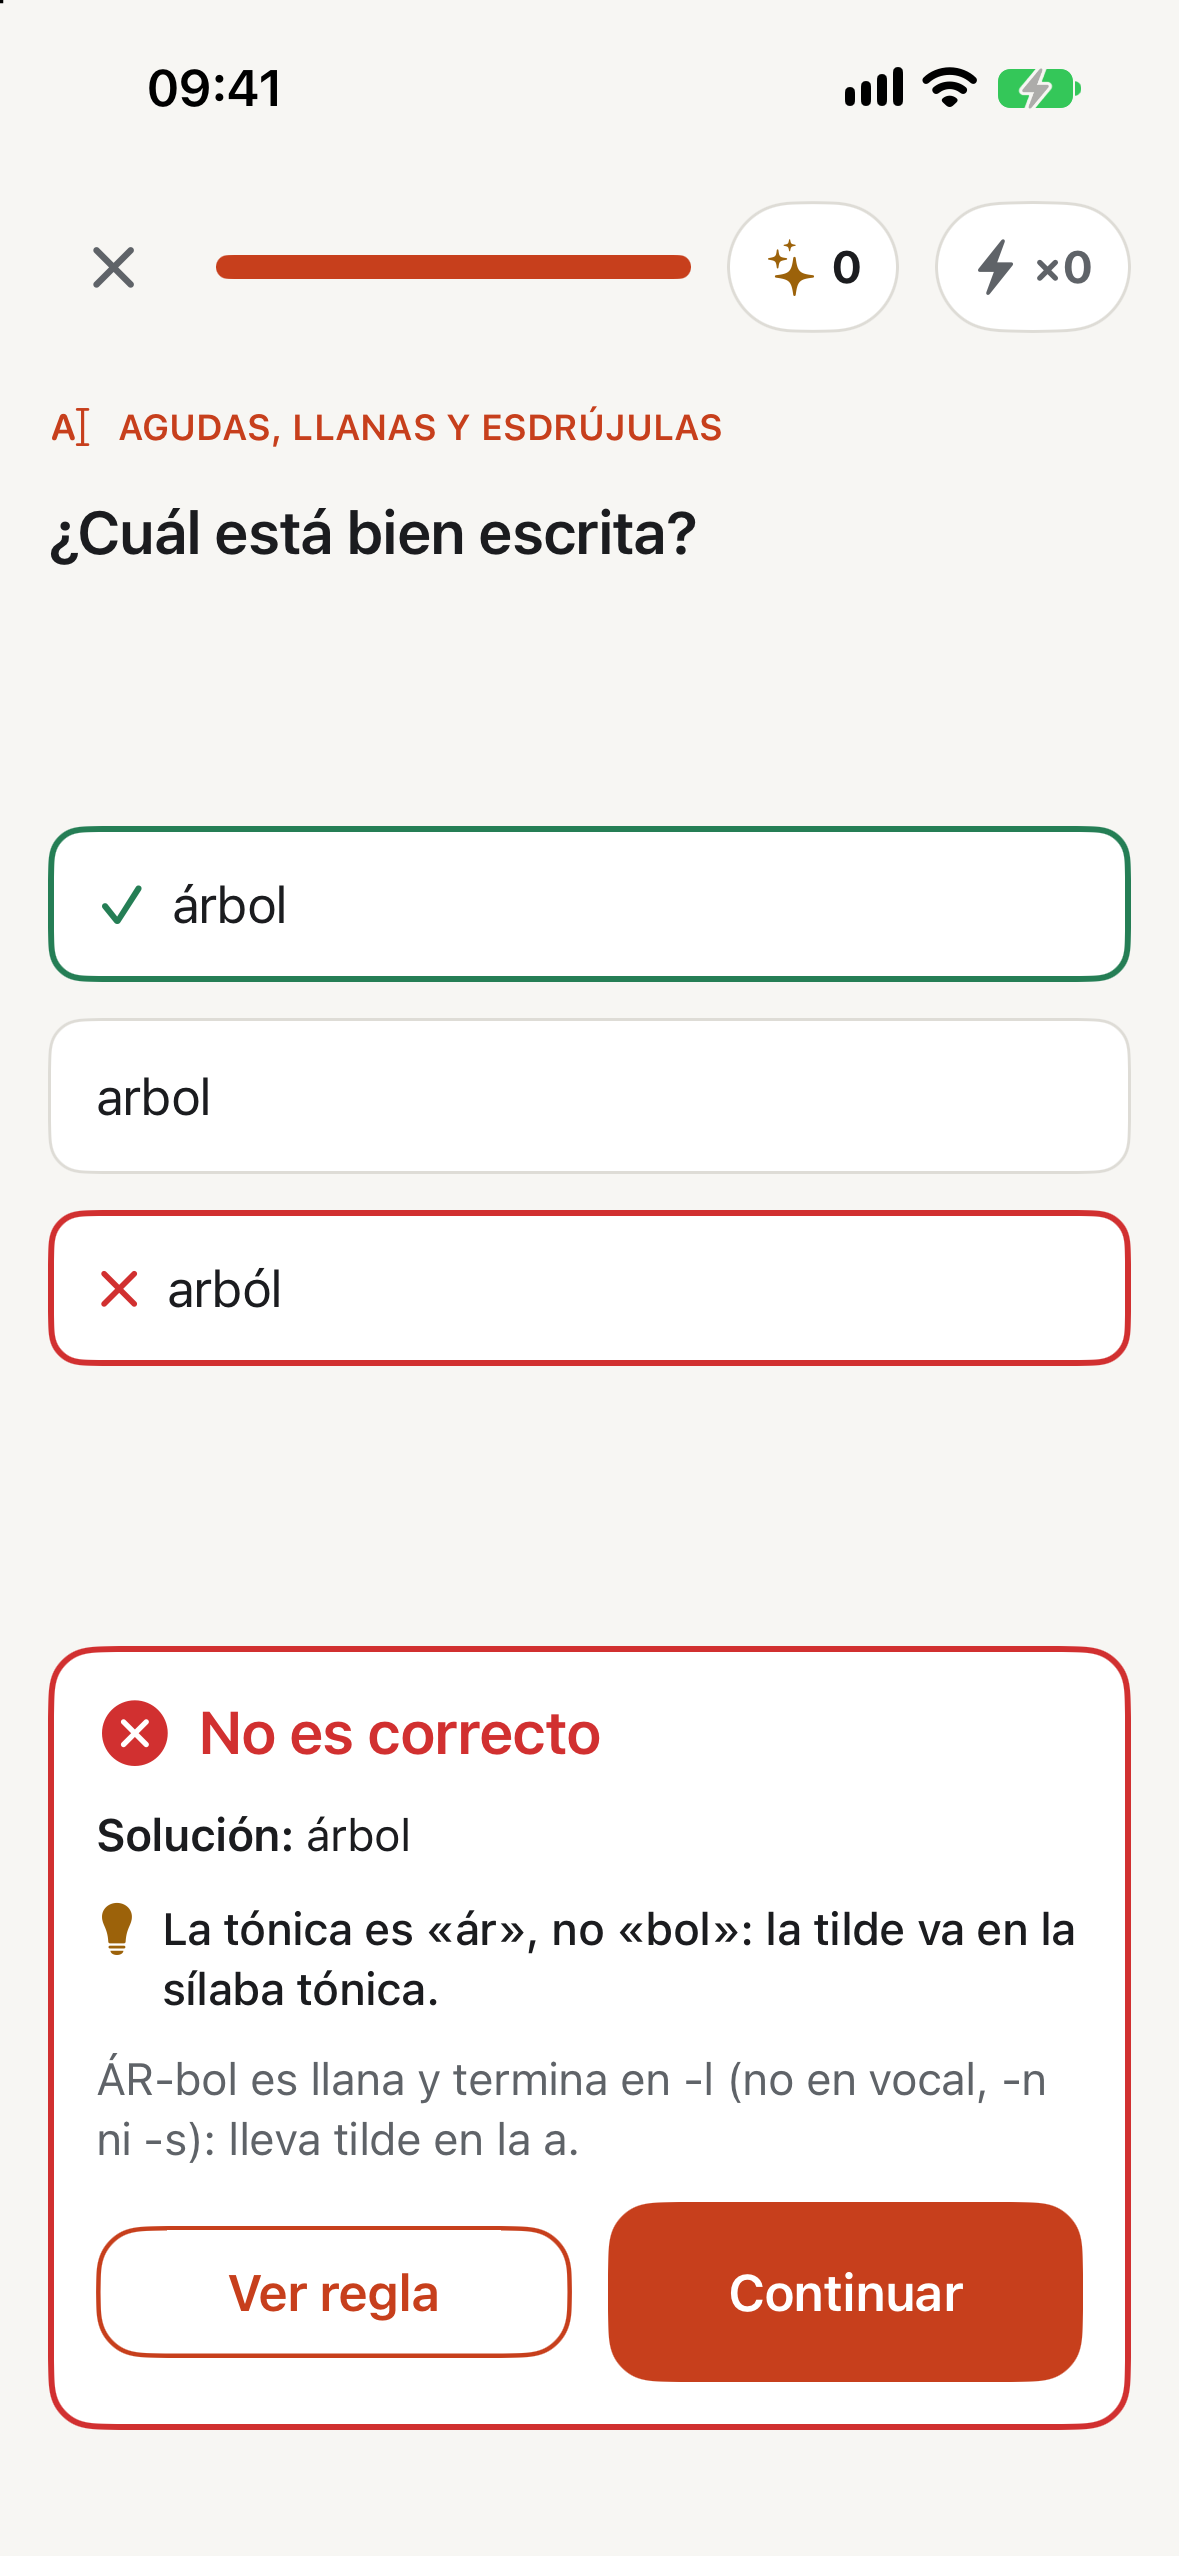 09:41
0
×0
AGUDAS, LLANAS Y ESDRÚJULAS
¿Cuál está bien escrita?
árbol
arbol
arból
No es correcto
Solución: árbol
La tónica es «ár», no «bol»: la tilde va en la
sílaba tónica.
ÁR-bol es llana y termina en -l (no en vocal, -n
ni -s): lleva tilde en la a.
Ver regla
Continuar